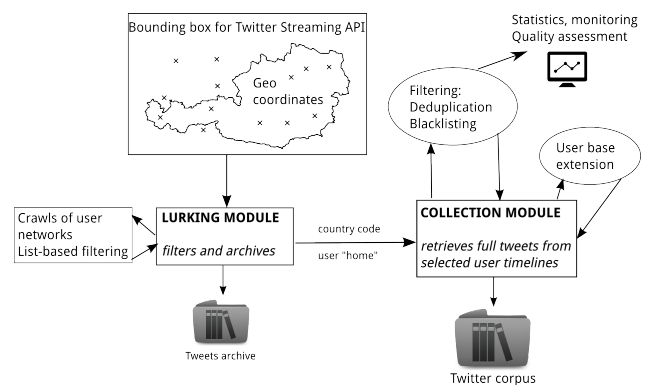 Bounding box for Twitter Streaming API
Geo
coordinates
Statistics, monitoring
Quality assessment
Filtering:
Deduplication
Blacklisting
User base
extension
Crawls of user
networks
List-based filtering
LURKING MODULE
filters and archives
country code
user "home"
COLLECTION MODULE
retrieves full tweets from
selected user timelines
Tweets archive
Twitter corpus